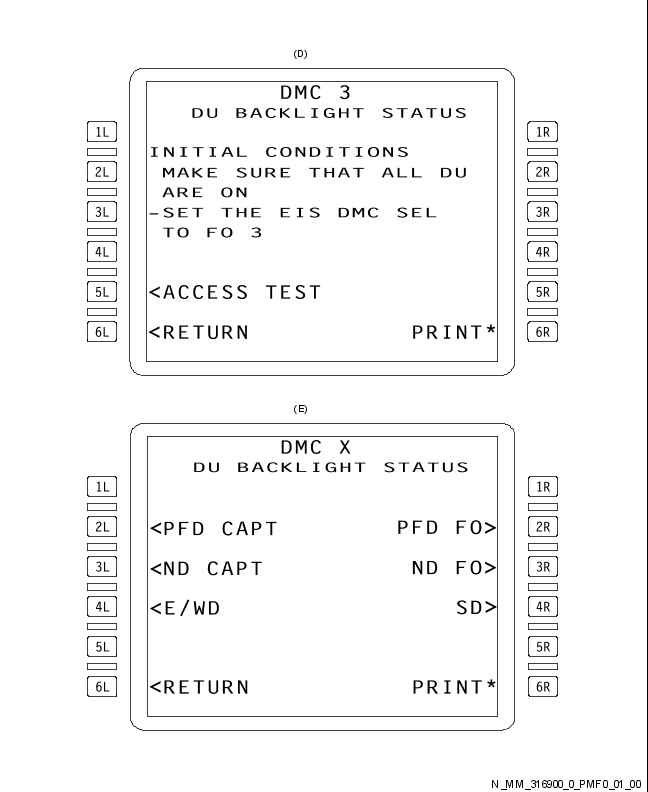 (D)
DMC 3
DU BACKLIGHT STATUS
1L 1R
INITIAL CONDITIONS
2L MAKE SURE THAT ALL DU 2R
ARE ON
3L -SET THE EIS DMC SEL 3R
TO FO 3
4L 4R
5L <ACCESS TEST 5R
6L <RETURN PRINT* 6R
(E)
DMC X
DU BACKLIGHT STATUS
1L 1R
2L <PFD CAPT PFD FO> 2R
3L <ND CAPT ND FO> 3R
4L <E/WD SD> 4R
5L 5R
6L <RETURN PRINT* 6R
N_MM_316900_0_PMF0_01_00